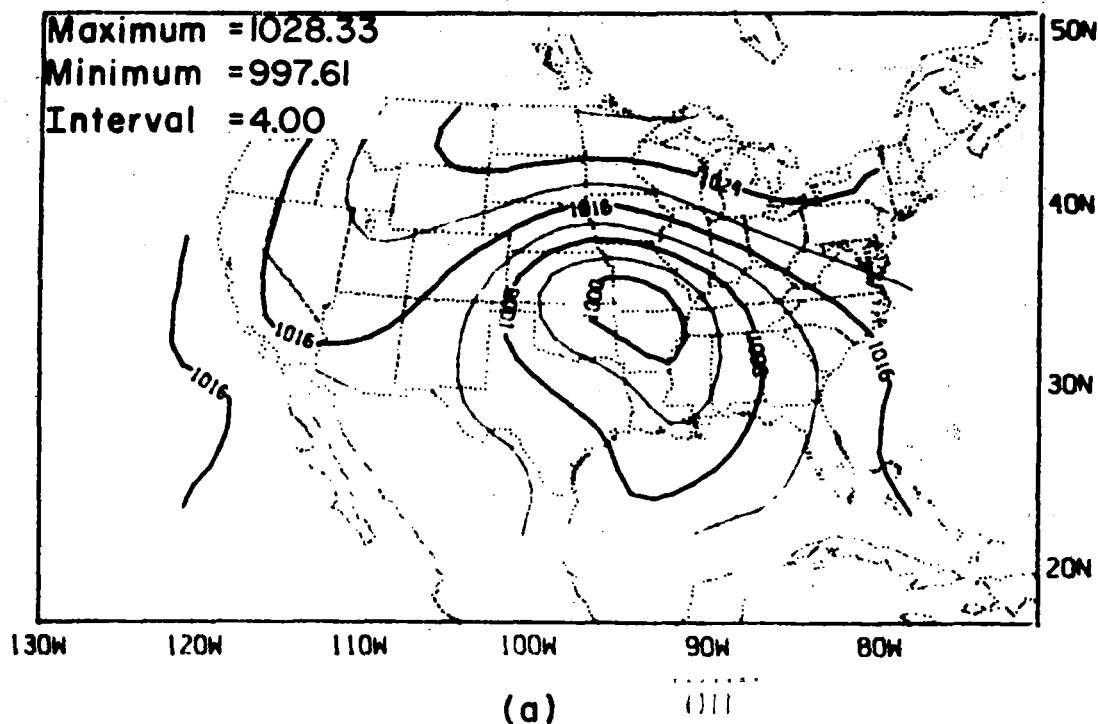 Maximum =1028.33
Minimum =997.61
Interval =4.00
50N
1024
40N
1016
1008
1000
1016
1008
1016
1016
30N
20N
130W 120W 110W 100W 90W 80W
(a)